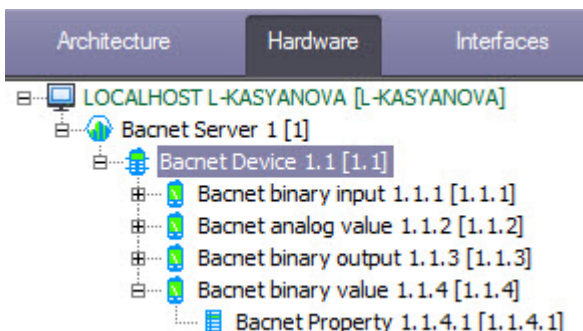 Architecture Hardware Interfaces
LOCALHOST L-KASYANOVA [L-KASYANOVA]
Bacnet Server 1 [1]
Bacnet Device 1.1 [1.1]
Bacnet binary input 1.1.1 [1.1.1]
Bacnet analog value 1.1.2 [1.1.2]
Bacnet binary output 1.1.3 [1.1.3]
Bacnet binary value 1.1.4 [1.1.4]
Bacnet Property 1.1.4.1 [1.1.4.1]